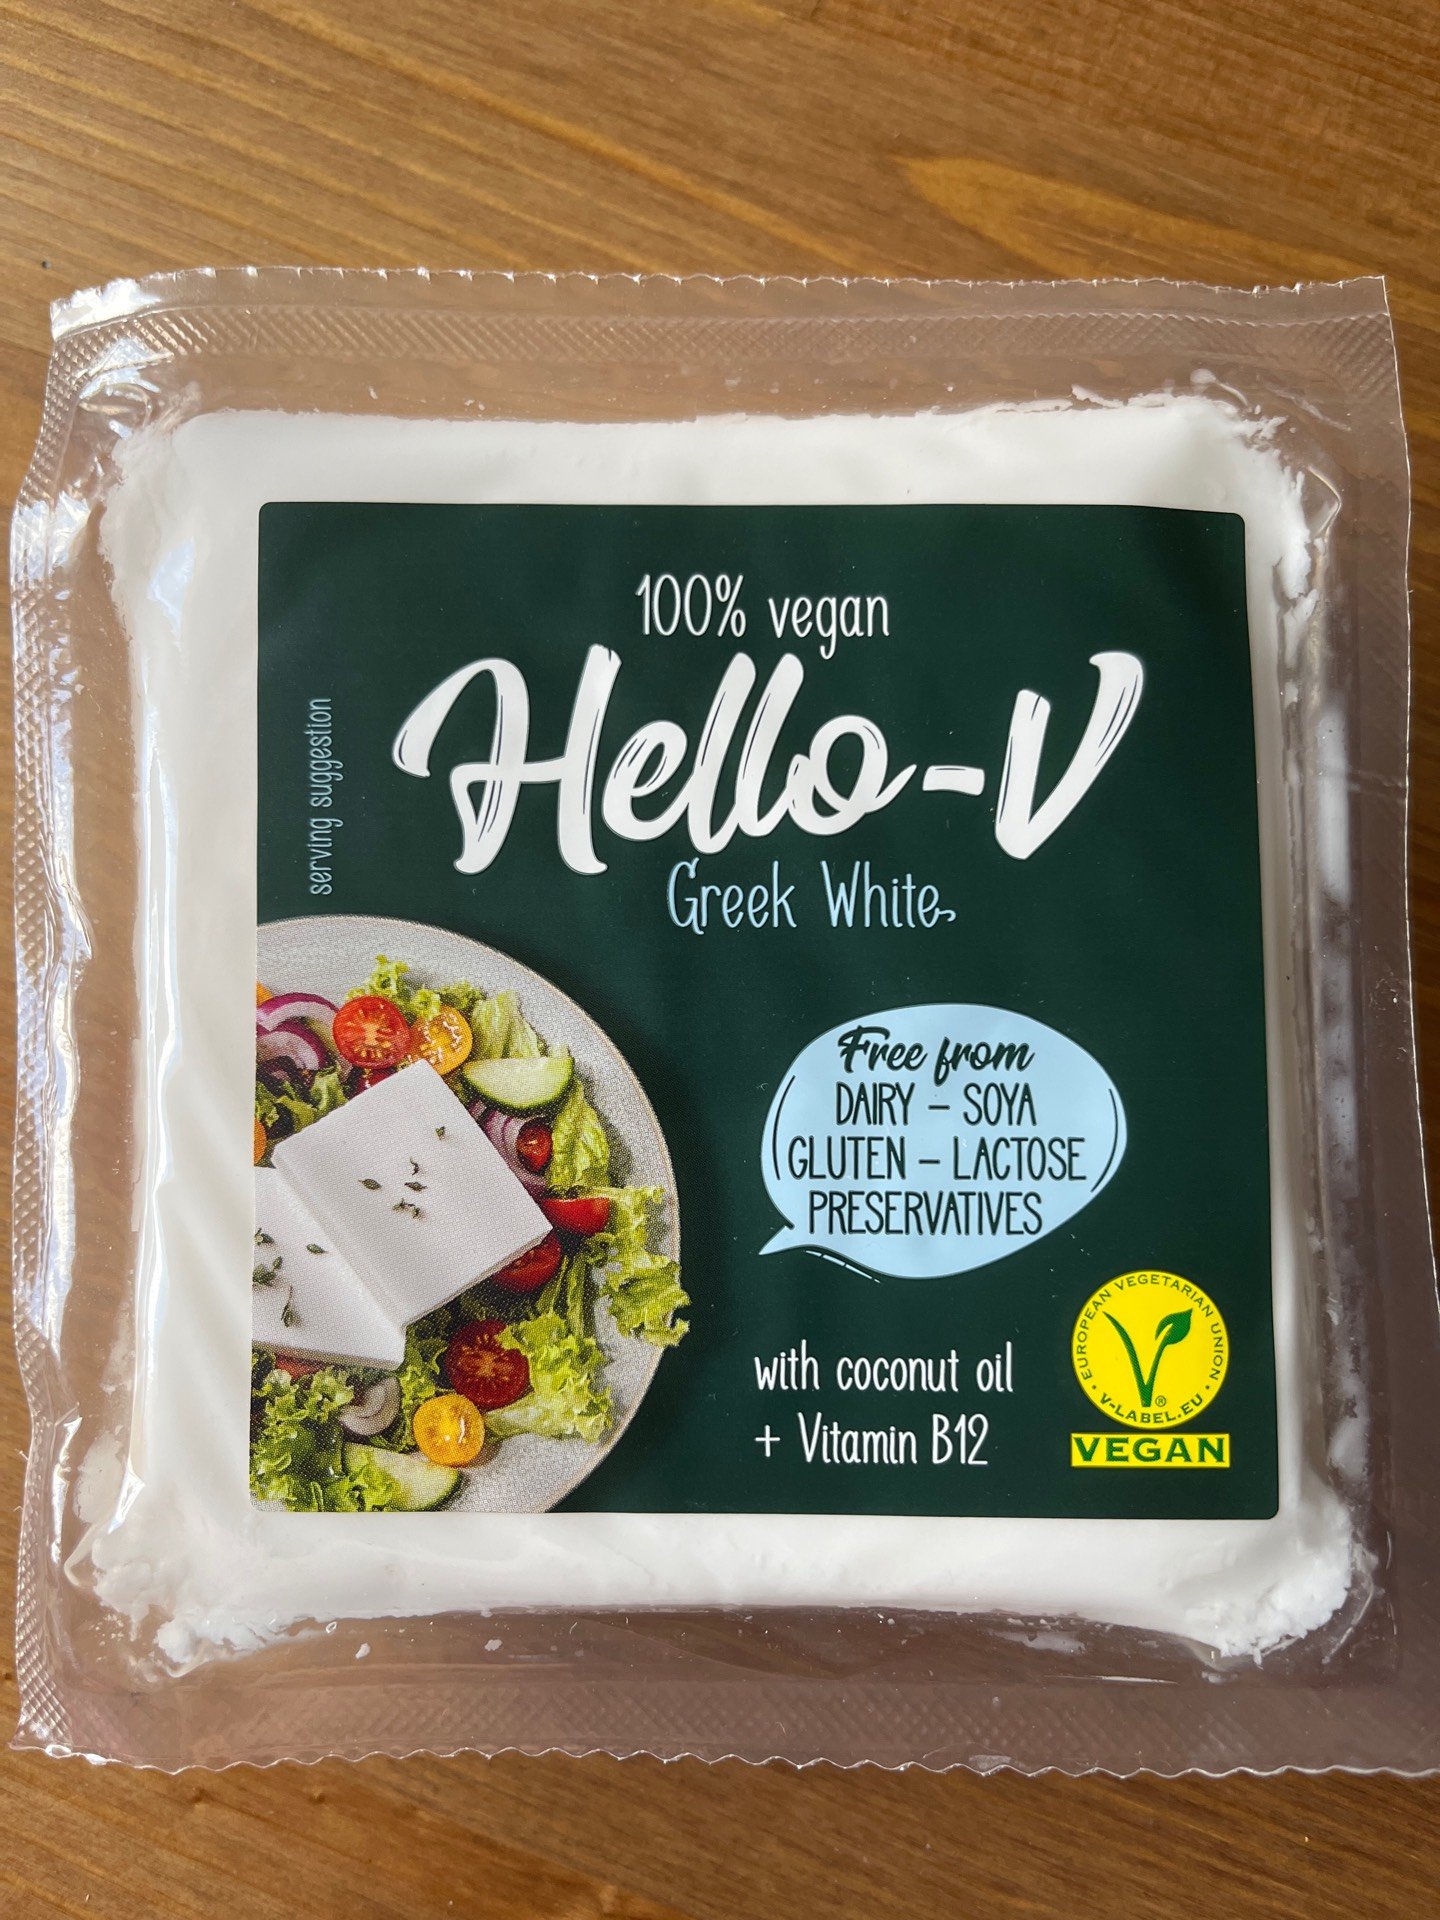 100% vegan
Hello-V
Greek White
serving suggestion
Free from
DAIRY – SOYA
GLUTEN – LACTOSE
PRESERVATIVES
with coconut oil
+ Vitamin B12
EUROPEAN VEGETARIAN UNION
V-LABEL.EU
®
VEGAN